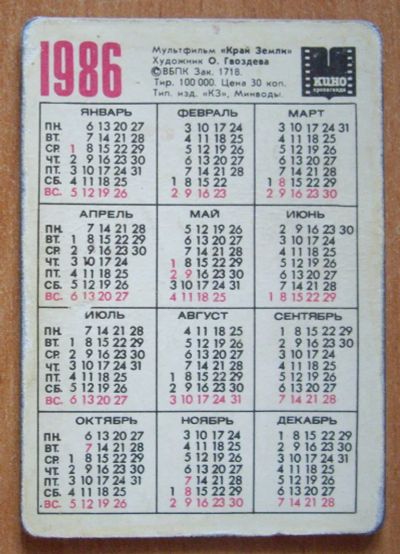 1986
Мультфильм «Край Земли»
Художник О. Гвоздева
©ВБПК Зак. 1718.
Тир. 100 000. Цена 30 коп.
Тип. изд. «КЗ», Минводы.
КИНО
пропаганда
ЯНВАРЬ ФЕВРАЛЬ МАРТ
ПН. 6 13 20 27 3 10 17 24 3 10 17 24 31
ВТ. 7 14 21 28 4 11 18 25 4 11 18 25
СР. 1 8 15 22 29 5 12 19 26 5 12 19 26
ЧТ. 2 9 16 23 30 6 13 20 27 6 13 20 27
ПТ. 3 10 17 24 31 7 14 21 28 7 14 21 28
СБ. 4 11 18 25 1 8 15 22 1 8 15 22 29
ВС. 5 12 19 26 2 9 16 23 2 9 16 23 30
АПРЕЛЬ МАЙ ИЮНЬ
ПН. 7 14 21 28 5 12 19 26 2 9 16 23 30
ВТ. 1 8 15 22 29 6 13 20 27 3 10 17 24
СР. 2 9 16 23 30 7 14 21 28 4 11 18 25
ЧТ. 3 10 17 24 1 8 15 22 29 5 12 19 26
ПТ. 4 11 18 25 2 9 16 23 30 6 13 20 27
СБ. 5 12 19 26 3 10 17 24 31 7 14 21 28
ВС. 6 13 20 27 4 11 18 25 1 8 15 22 29
ИЮЛЬ АВГУСТ СЕНТЯБРЬ
ПН. 7 14 21 28 4 11 18 25 1 8 15 22 29
ВТ. 1 8 15 22 29 5 12 19 26 2 9 16 23 30
СР. 2 9 16 23 30 6 13 20 27 3 10 17 24
ЧТ. 3 10 17 24 31 7 14 21 28 4 11 18 25
ПТ. 4 11 18 25 1 8 15 22 29 5 12 19 26
СБ. 5 12 19 26 2 9 16 23 30 6 13 20 27
ВС. 6 13 20 27 3 10 17 24 31 7 14 21 28
ОКТЯБРЬ НОЯБРЬ ДЕКАБРЬ
ПН. 6 13 20 27 3 10 17 24 1 8 15 22 29
ВТ. 7 14 21 28 4 11 18 25 2 9 16 23 30
СР. 1 8 15 22 29 5 12 19 26 3 10 17 24 31
ЧТ. 2 9 16 23 30 6 13 20 27 4 11 18 25
ПТ. 3 10 17 24 31 7 14 21 28 5 12 19 26
СБ. 4 11 18 25 1 8 15 22 29 6 13 20 27
ВС. 5 12 19 26 2 9 16 23 30 7 14 21 28